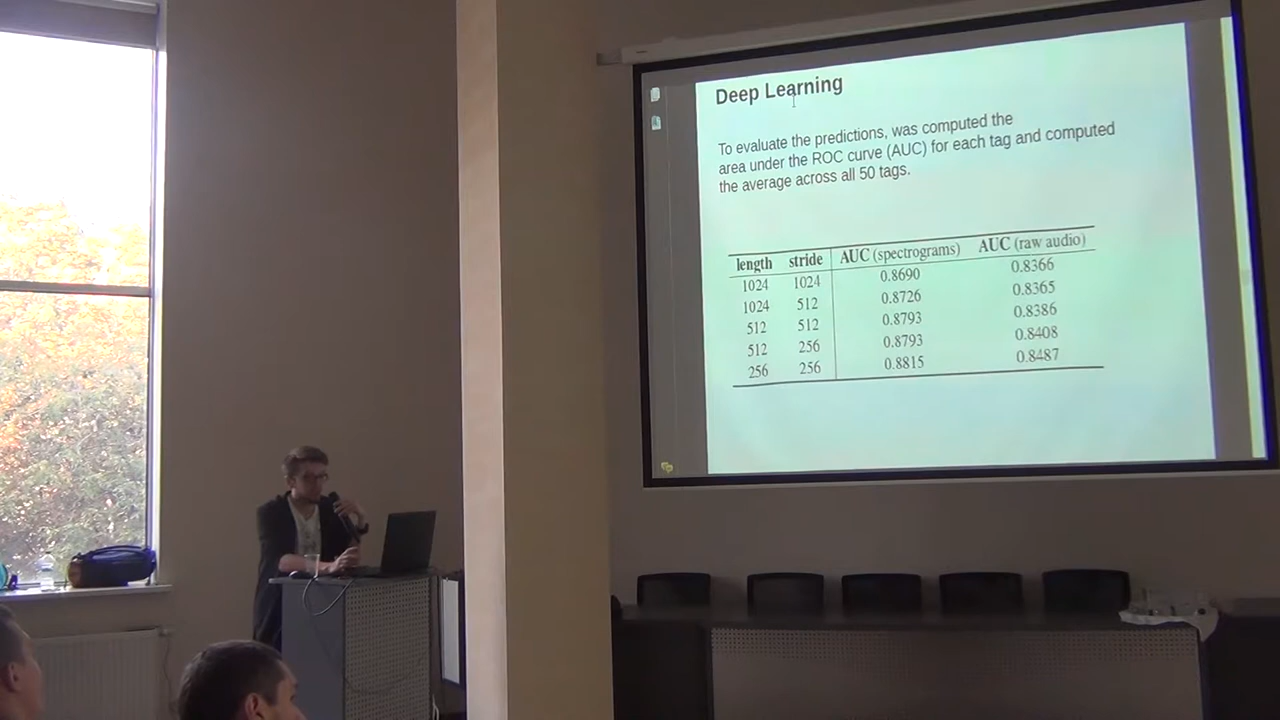 Deep Learning
To evaluate the predictions, was computed the
area under the ROC curve (AUC) for each tag and computed
the average across all 50 tags.
length stride AUC (spectrograms) AUC (raw audio)
1024 1024 0.8690 0.8366
1024 512 0.8726 0.8365
512 512 0.8793 0.8386
512 256 0.8793 0.8408
256 256 0.8815 0.8487